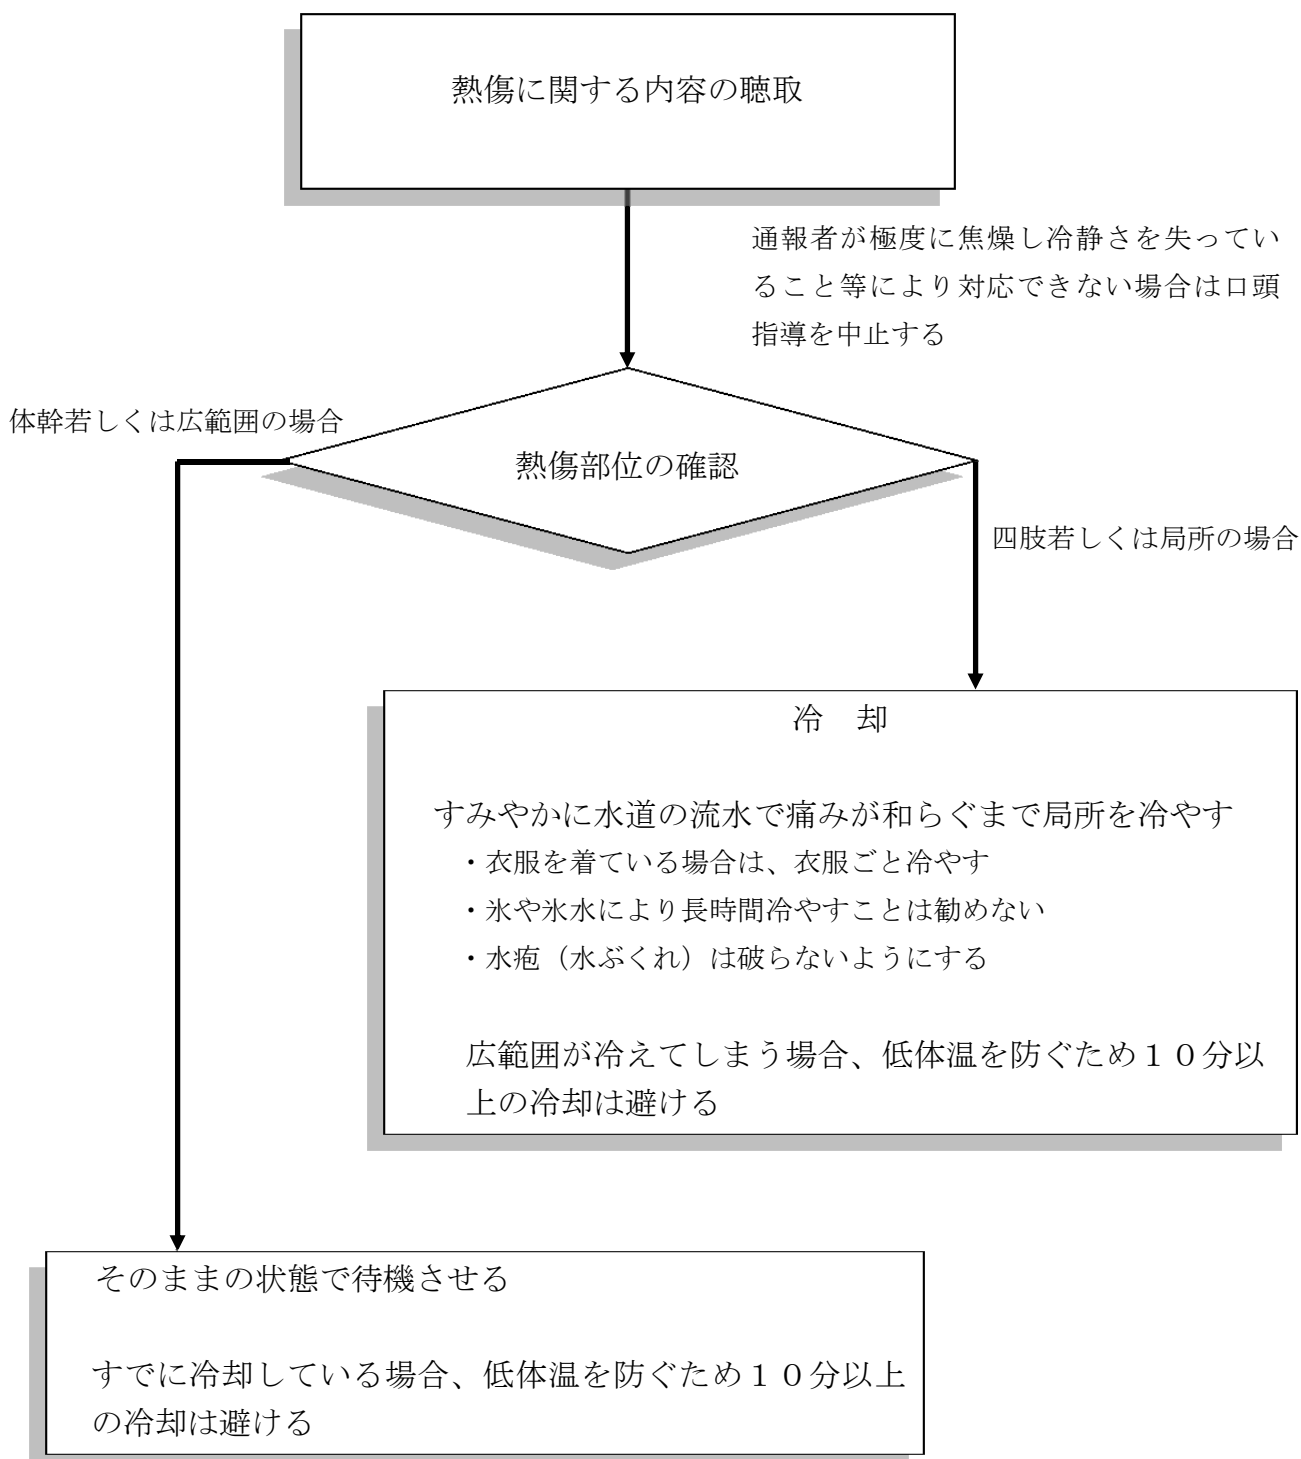 熱傷に関する内容の聴取
通報者が極度に焦燥し冷静さを失ってい
ること等により対応できない場合は口頭
指導を中止する
体幹若しくは広範囲の場合
熱傷部位の確認
四肢若しくは局所の場合
冷　却
すみやかに水道の流水で痛みが和らぐまで局所を冷やす
・衣服を着ている場合は、衣服ごと冷やす
・氷や氷水により長時間冷やすことは勧めない
・水疱（水ぶくれ）は破らないようにする
広範囲が冷えてしまう場合、低体温を防ぐため１０分以
上の冷却は避ける
そのままの状態で待機させる
すでに冷却している場合、低体温を防ぐため１０分以上
の冷却は避ける